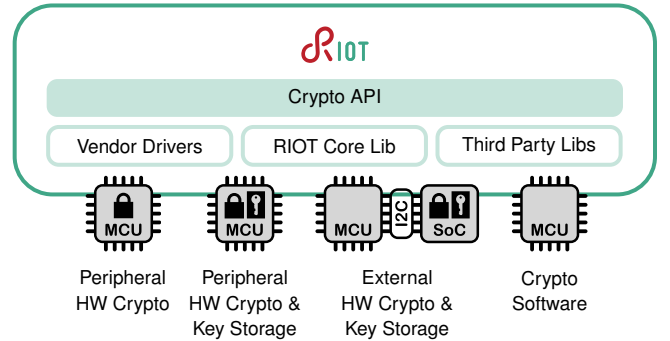 RIOT
Crypto API
Vendor Drivers
RIOT Core Lib
Third Party Libs
MCU
MCU
MCU
I2C
SoC
MCU
Peripheral
HW Crypto
Peripheral
HW Crypto &
Key Storage
External
HW Crypto &
Key Storage
Crypto
Software